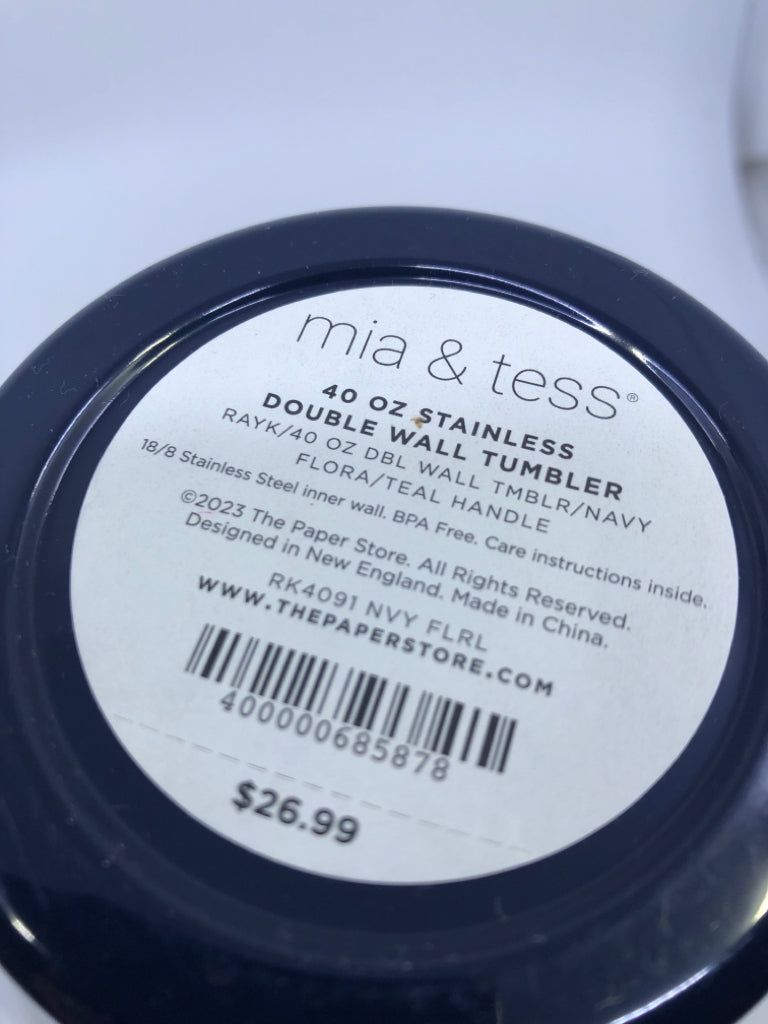 mia & tess®
40 OZ STAINLESS
DOUBLE WALL TUMBLER
RAYK/40 OZ DBL WALL TMBLR/NAVY
FLORA/TEAL HANDLE
18/8 Stainless Steel inner wall. BPA Free. Care instructions inside.
©2023 The Paper Store. All Rights Reserved.
Designed in New England. Made in China.
RK4091 NVY FLRL
WWW.THEPAPERSTORE.COM
400000685878
$26.99